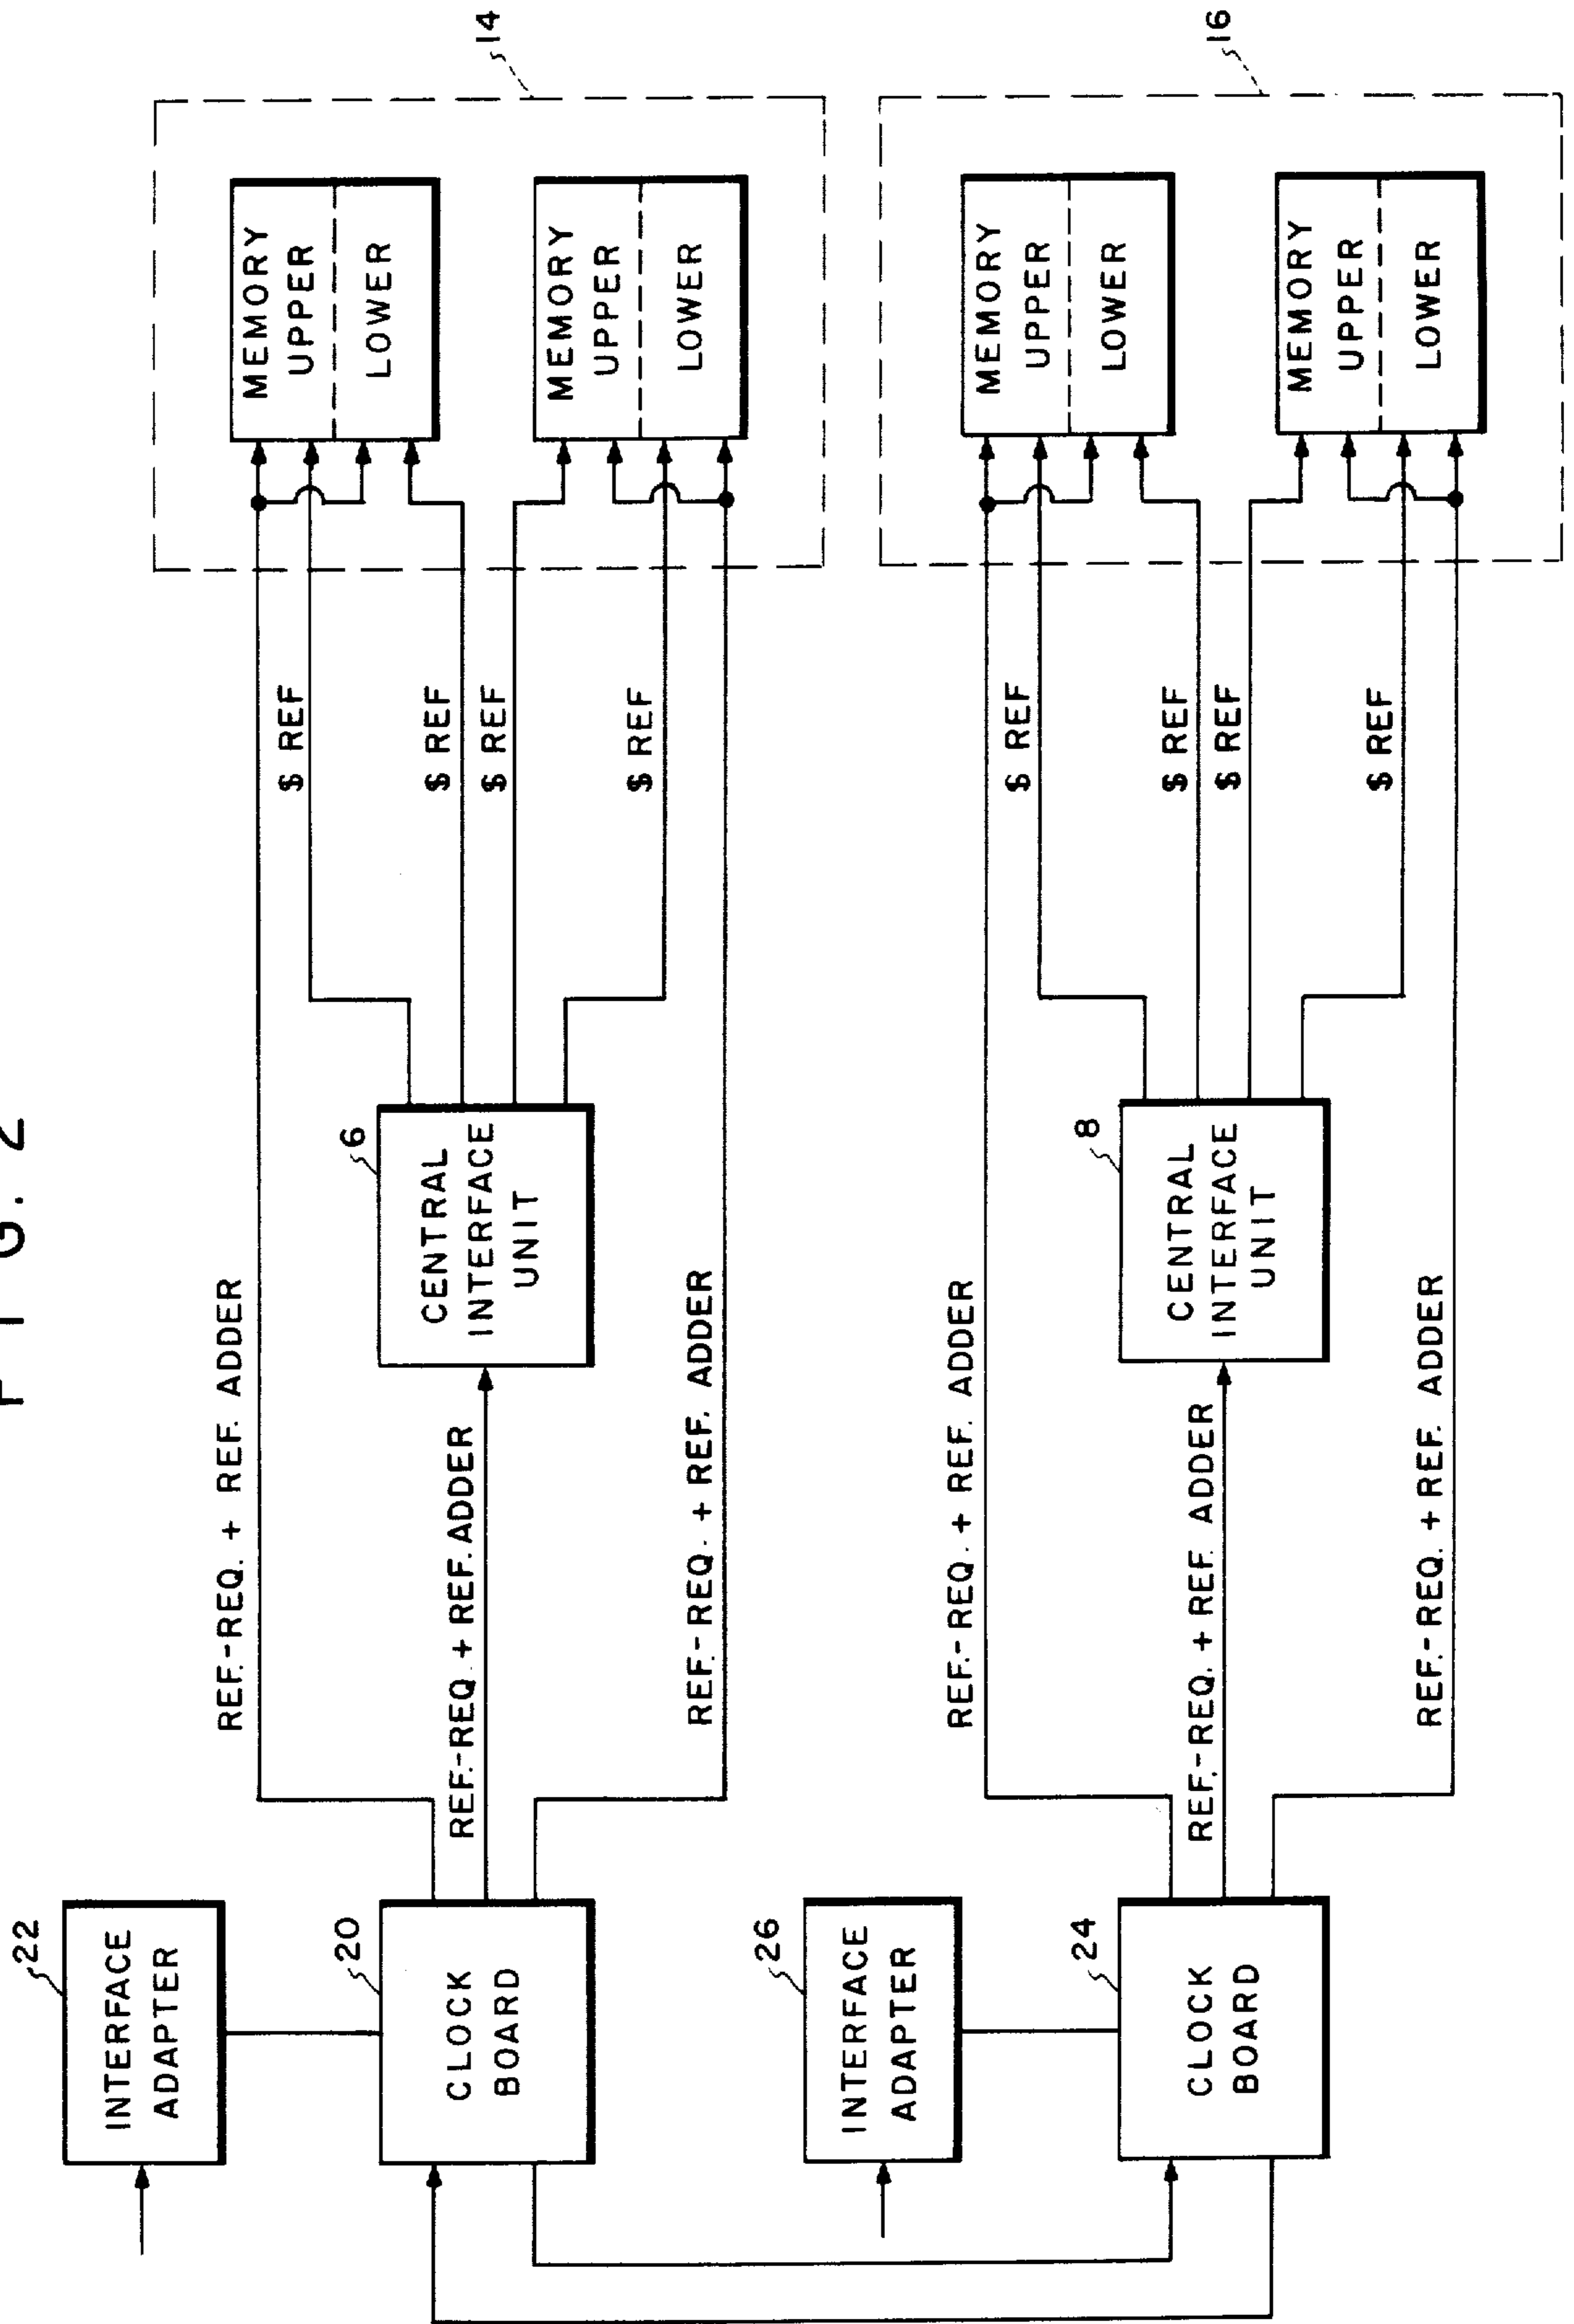 FIG. 2
22
INTERFACE
ADAPTER
20
CLOCK
BOARD
REF.-REQ. + REF. ADDER
REF.-REQ. + REF. ADDER
REF.-REQ. + REF. ADDER
6
CENTRAL
INTERFACE
UNIT
$ REF
$ REF
$ REF
$ REF
MEMORY
UPPER
LOWER
MEMORY
UPPER
LOWER
14
26
INTERFACE
ADAPTER
24
CLOCK
BOARD
REF.-REQ. + REF. ADDER
REF.-REQ. + REF. ADDER
REF.-REQ. + REF. ADDER
8
CENTRAL
INTERFACE
UNIT
$ REF
$ REF
$ REF
$ REF
MEMORY
UPPER
LOWER
MEMORY
UPPER
LOWER
16